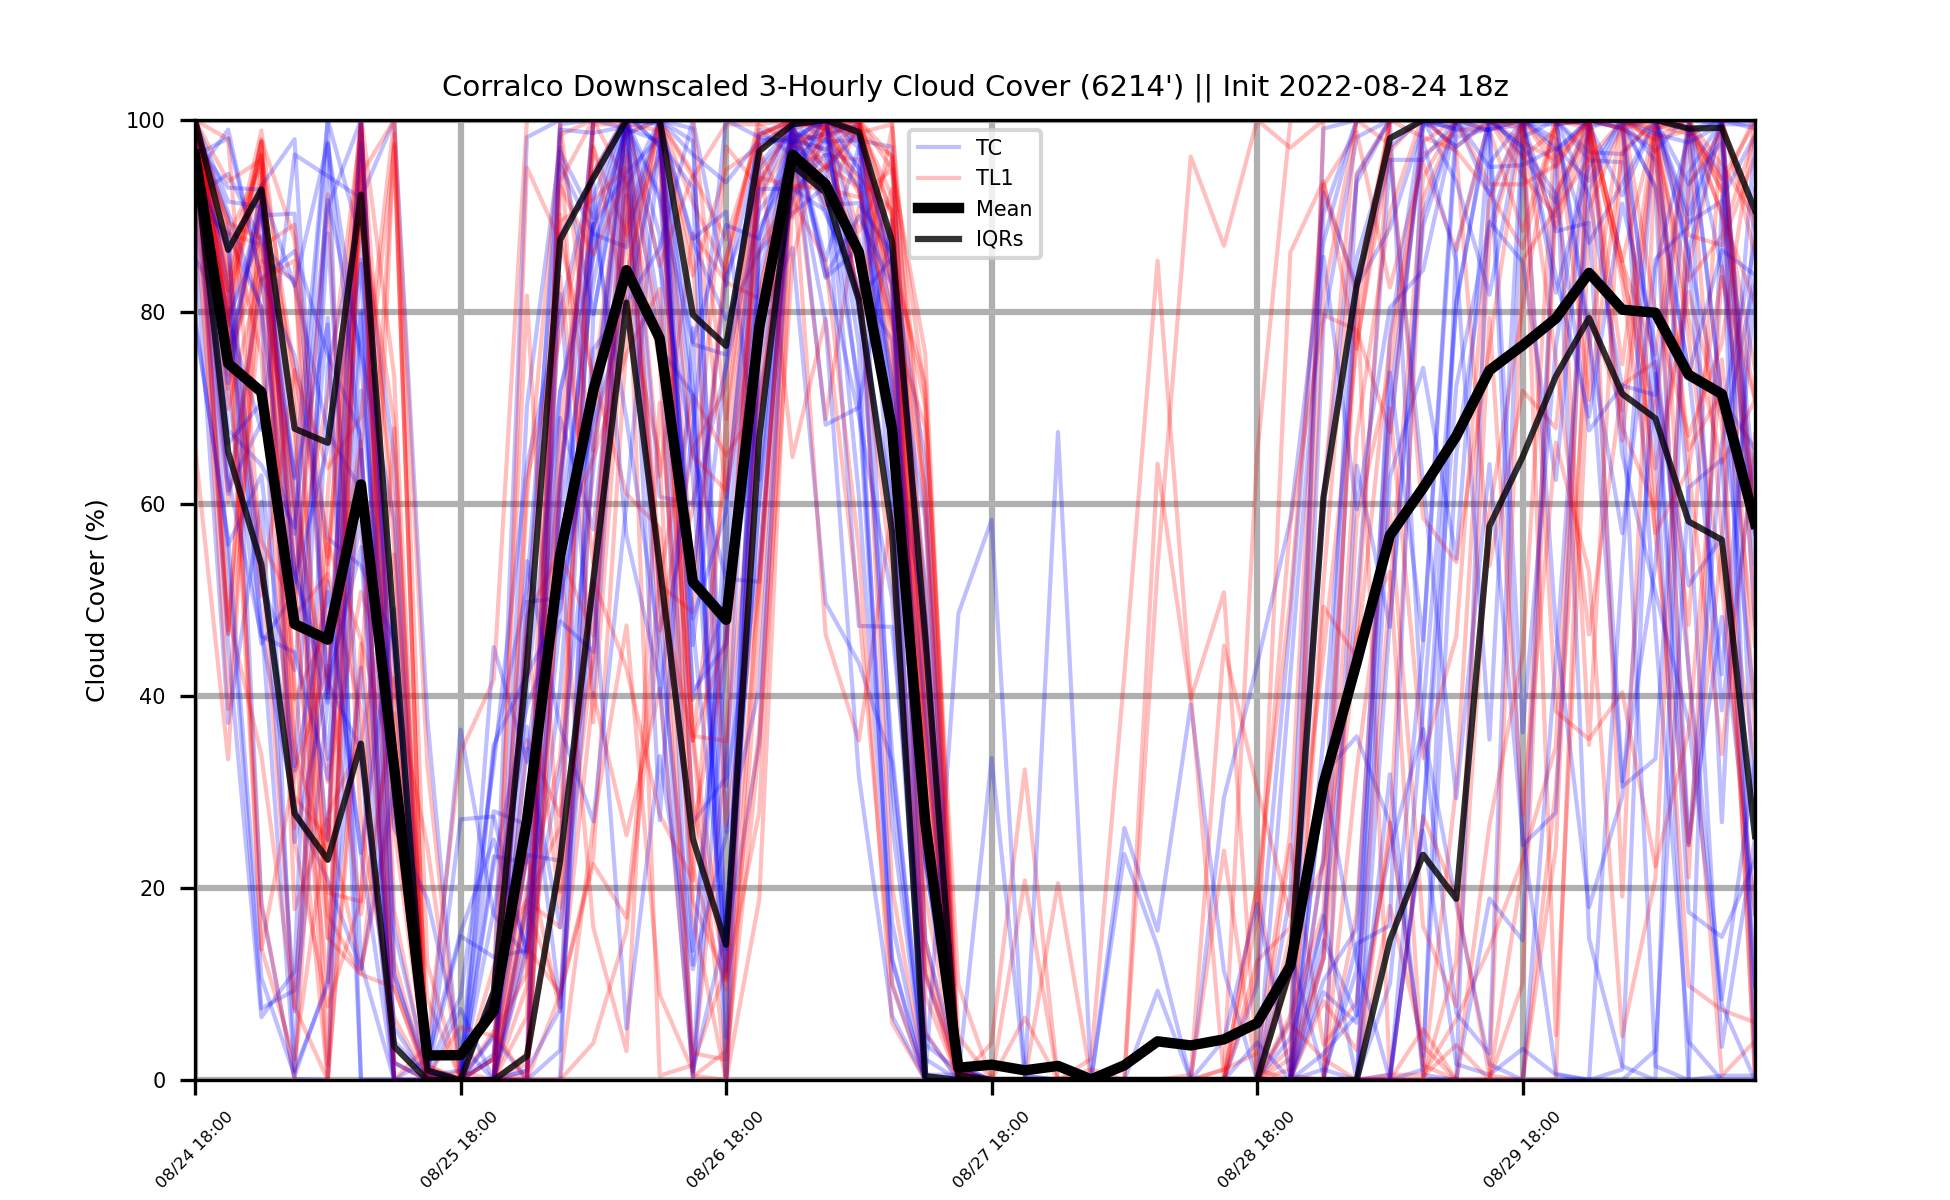 Corralco Downscaled 3-Hourly Cloud Cover (6214') || Init 2022-08-24 18z
TC
TL1
Mean
IQRs
Cloud Cover (%)
100
80
60
40
20
0
08/24 18:00
08/25 18:00
08/26 18:00
08/27 18:00
08/28 18:00
08/29 18:00